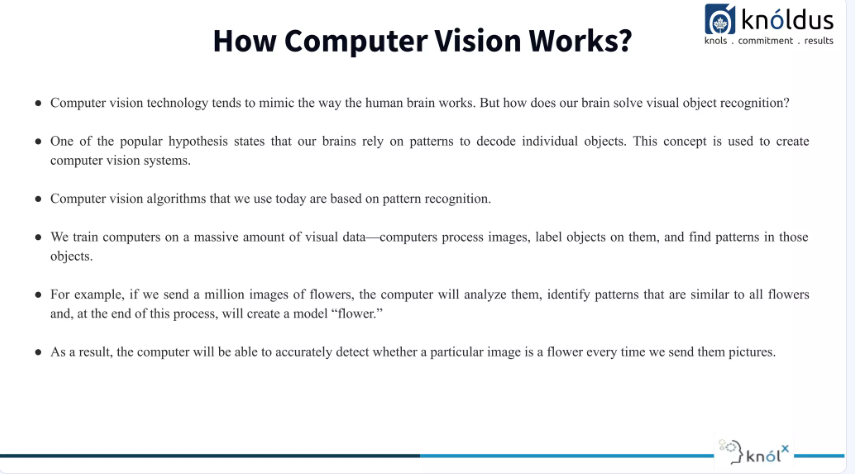 knóldus
knols . commitment . results
How Computer Vision Works?
● Computer vision technology tends to mimic the way the human brain works. But how does our brain solve visual object recognition?
● One of the popular hypothesis states that our brains rely on patterns to decode individual objects. This concept is used to create
computer vision systems.
● Computer vision algorithms that we use today are based on pattern recognition.
● We train computers on a massive amount of visual data—computers process images, label objects on them, and find patterns in those
objects.
● For example, if we send a million images of flowers, the computer will analyze them, identify patterns that are similar to all flowers
and, at the end of this process, will create a model “flower.”
● As a result, the computer will be able to accurately detect whether a particular image is a flower every time we send them pictures.
knólx